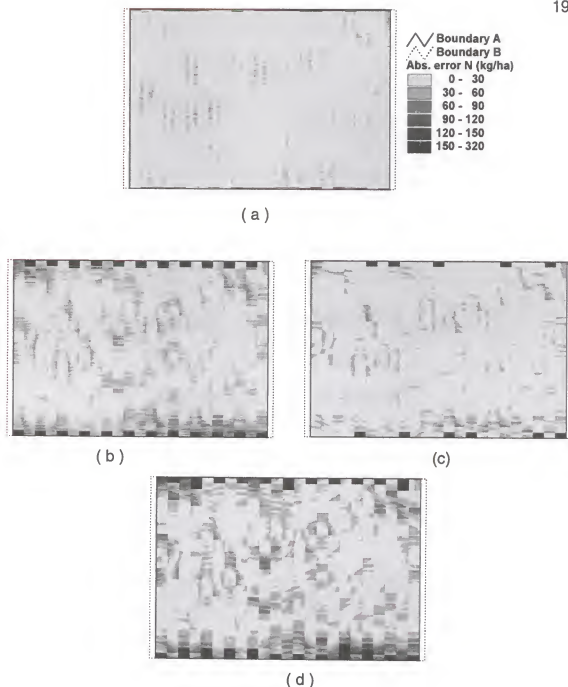 19
Boundary A
Boundary B
Abs. error N (kg/ha)
0 - 30
30 - 60
60 - 90
90 - 120
120 - 150
150 - 320
( a )
( b )
(c)
( d )